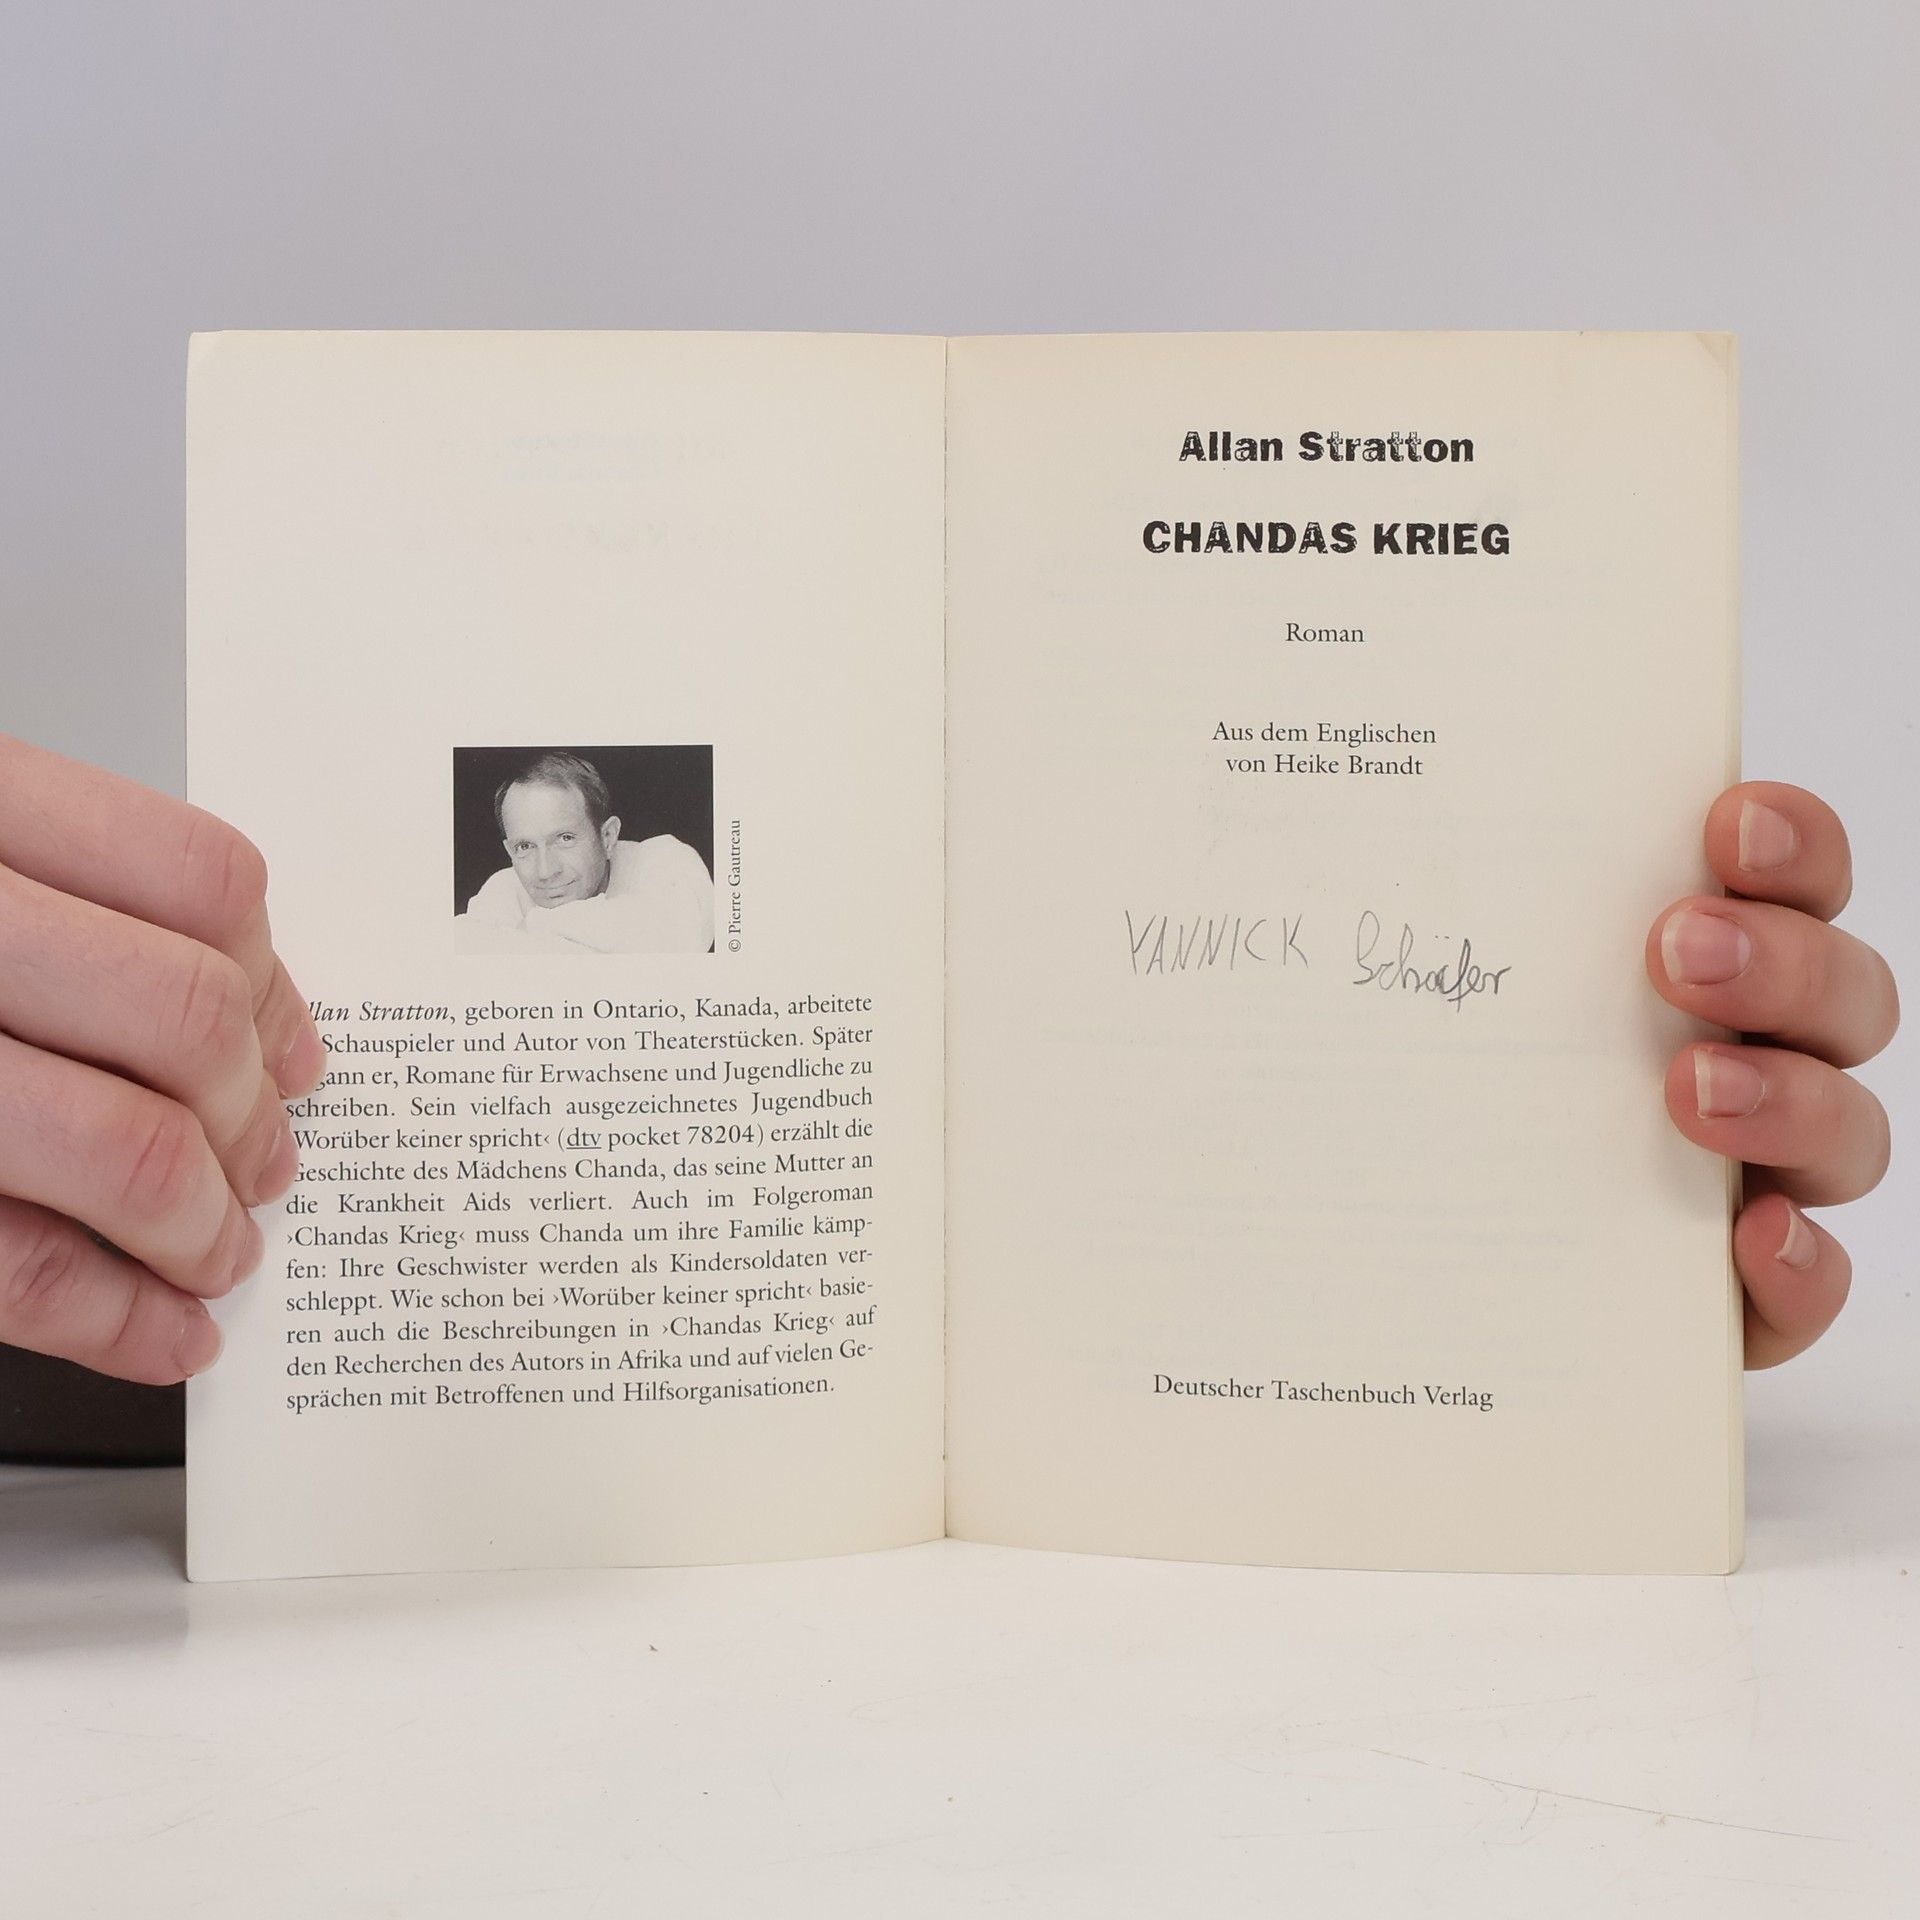 © Pierre Gautreau
llan Stratton, geboren in Ontario, Kanada, arbeitete
Schauspieler und Autor von Theaterstücken. Später
gann er, Romane für Erwachsene und Jugendliche zu
schreiben. Sein vielfach ausgezeichnetes Jugendbuch
Worüber keiner spricht‹ (dtv pocket 78204) erzählt die
Geschichte des Mädchens Chanda, das seine Mutter an
die Krankheit Aids verliert. Auch im Folgeroman
›Chandas Krieg‹ muss Chanda um ihre Familie kämp-
fen: Ihre Geschwister werden als Kindersoldaten ver-
schleppt. Wie schon bei ›Worüber keiner spricht‹ basie-
ren auch die Beschreibungen in ›Chandas Krieg‹ auf
den Recherchen des Autors in Afrika und auf vielen Ge-
sprächen mit Betroffenen und Hilfsorganisationen.
Allan Stratton
CHANDAS KRIEG
Roman
Aus dem Englischen
von Heike Brandt
YANNICK Schäfer
Deutscher Taschenbuch Verlag